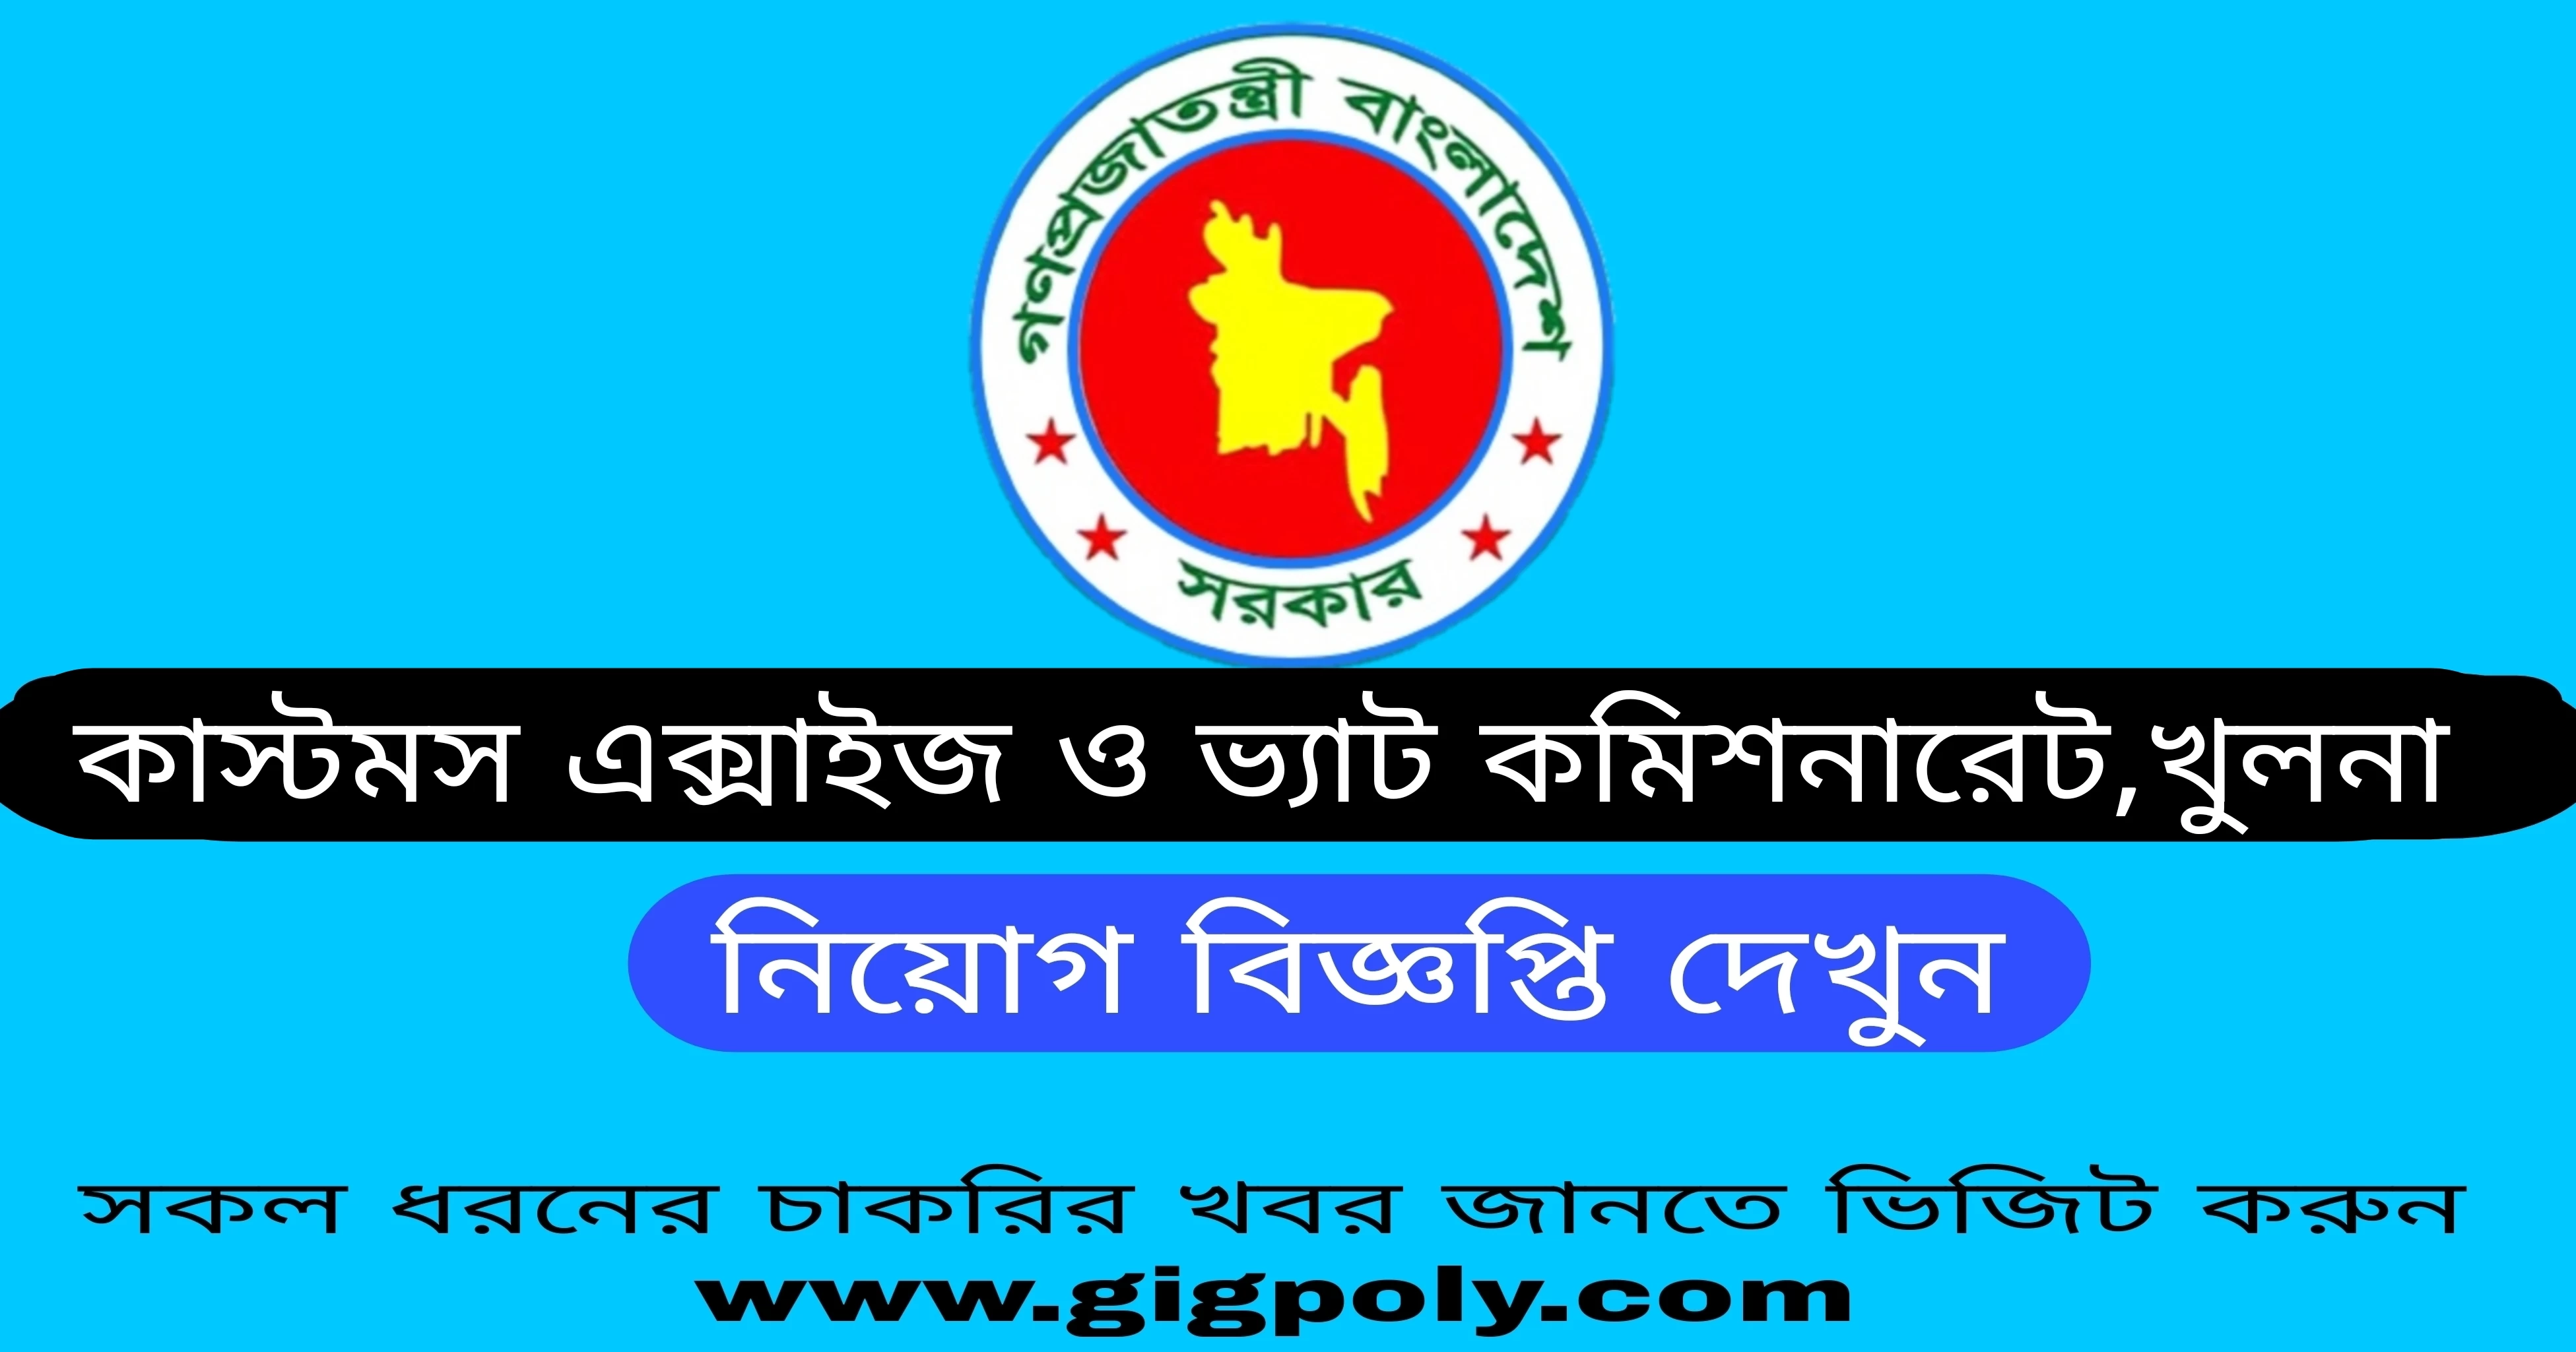 গণপ্রজাতন্ত্রী বাংলাদেশ
সরকার
কাস্টমস এক্সাইজ ও ভ্যাট কমিশনারেট,খুলনা
নিয়োগ বিজ্ঞপ্তি দেখুন
সকল ধরনের চাকরির খবর জানতে ভিজিট করুন
www.gigpoly.com